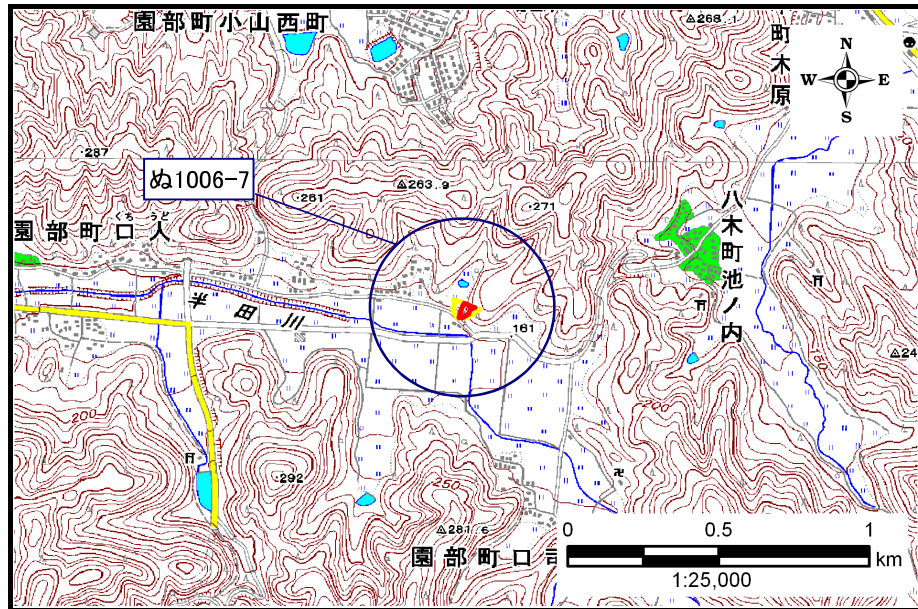 園部町小山西町
268.1
町木原
N
W E
S
・287
ぬ1006-7
263.9
・261
・271
くち うど
園部町口人
八木町池ノ内
半田川
・161
200
200
250
・292
250
281.6
園部町口司
0 0.5 1
km
1:25,000